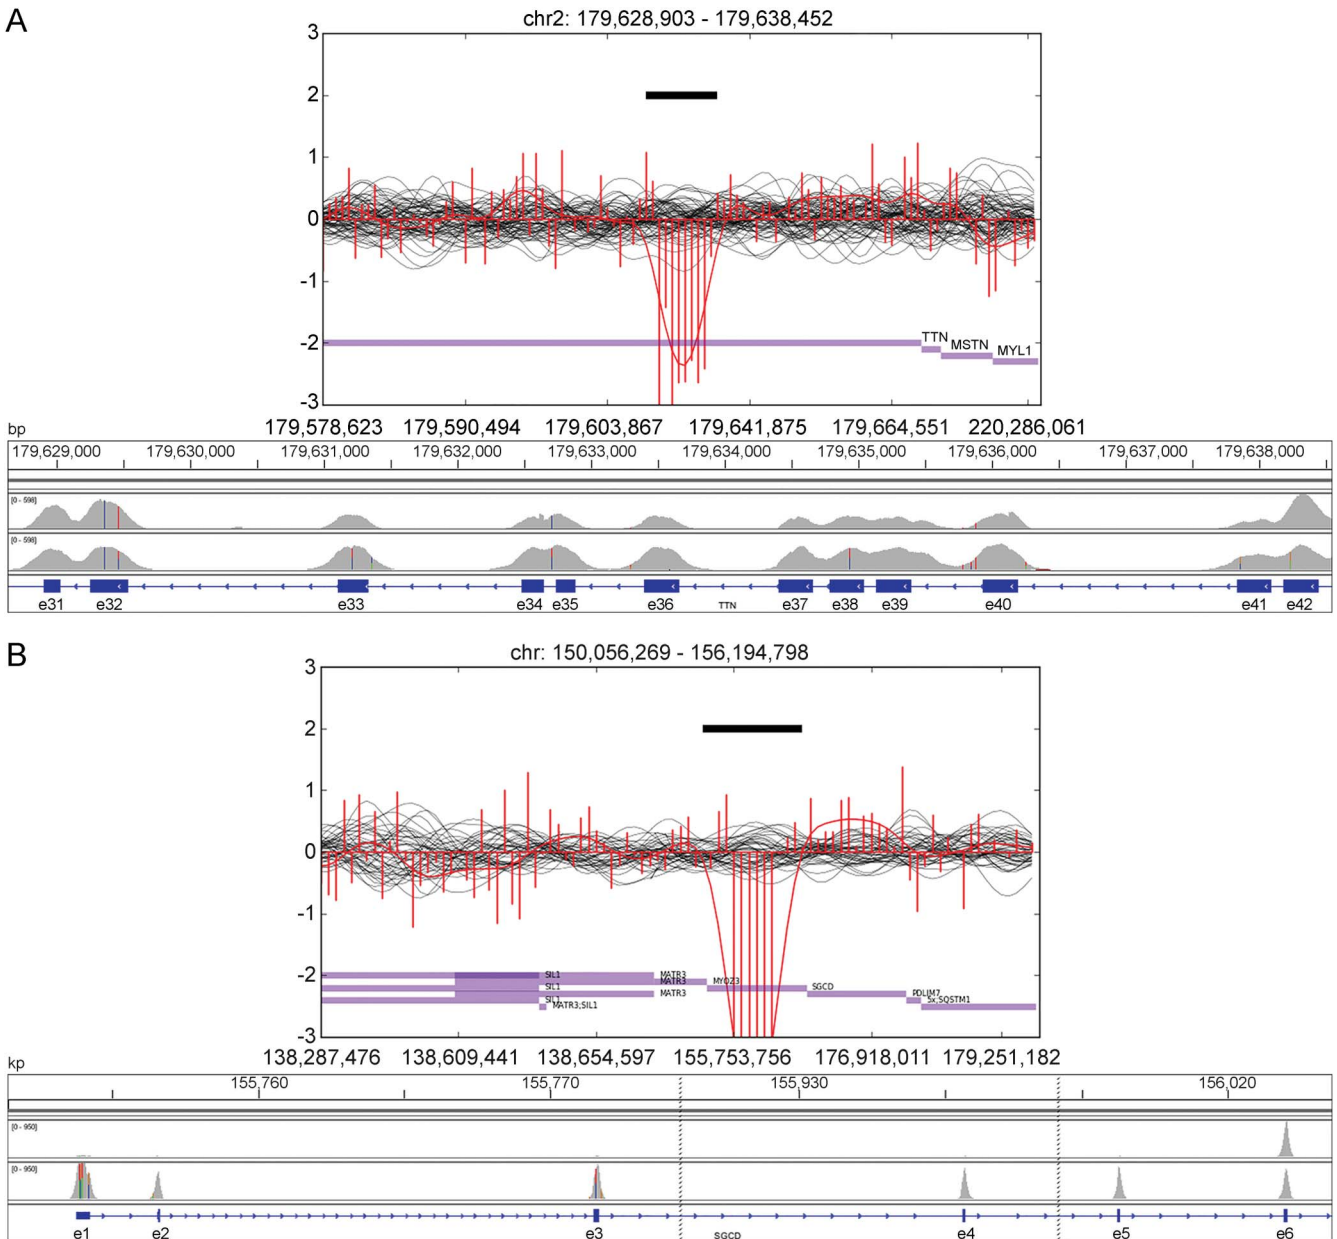 A
chr2: 179,628,903 - 179,638,452
3
2
1
0
-1
-2
-3
TTN
MSTN
MYL1
179,578,623 179,590,494 179,603,867 179,641,875 179,664,551 220,286,061
bp
179,629,000 179,630,000 179,631,000 179,632,000 179,633,000 179,634,000 179,635,000 179,636,000 179,637,000 179,638,000
[0 - 598]
[0 - 598]
e31 e32 e33 e34 e35 e36 TTN e37 e38 e39 e40 e41 e42
B
chr: 150,056,269 - 156,194,798
3
2
1
0
-1
-2
-3
SIL1 MATR3
MATR3 MYOZ3
SIL1 SGCD
MATR3 PDLIM7
SIL1 5x;SQSTM1
MATR3;SIL1
138,287,476 138,609,441 138,654,597 155,753,756 176,918,011 179,251,182
kp
155,760 155,770 155,930 156,020
[0 - 950]
[0 - 950]
e1 e2 e3 SGCD e4 e5 e6